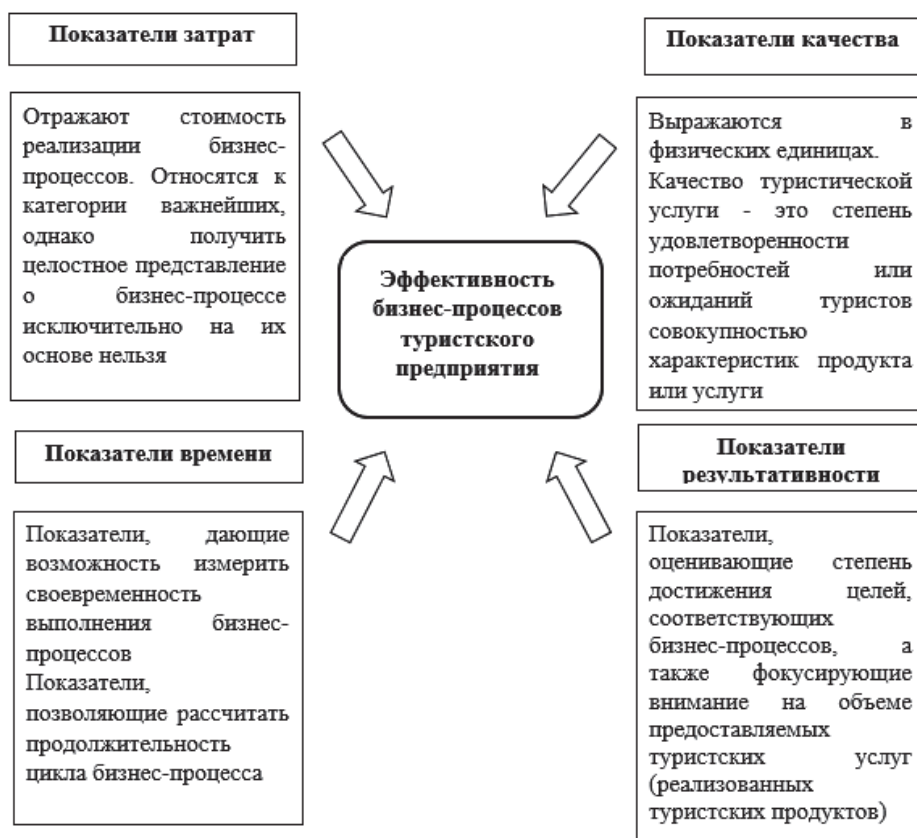 Показатели затрат
Отражают стоимость
реализации бизнес-
процессов. Относятся к
категории важнейших,
однако получить
целостное представление
о бизнес-процессе
исключительно на их
основе нельзя
Показатели качества
Выражаются в
физических единицах.
Качество туристической
услуги - это степень
удовлетворенности
потребностей или
ожиданий туристов
совокупностью
характеристик продукта
или услуги
Эффективность
бизнес-процессов
туристского
предприятия
Показатели времени
Показатели, дающие
возможность измерить
своевременность
выполнения бизнес-
процессов
Показатели,
позволяющие рассчитать
продолжительность
цикла бизнес-процесса
Показатели
результативности
Показатели,
оценивающие степень
достижения целей,
соответствующих
бизнес-процессов, а
также фокусирующие
внимание на объеме
предоставляемых
туристских услуг
(реализованных
туристских продуктов)